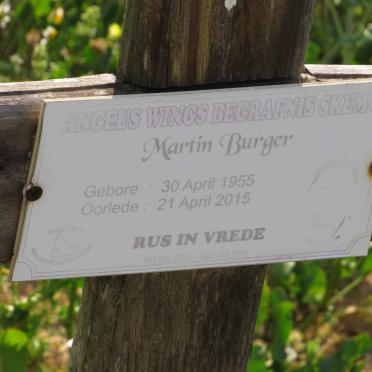 ANGELS WINGS BEGRAFNIS SKEMA
Martin Burger
Gebore : 30 April 1955
Oorlede : 21 April 2015
RUS IN VREDE